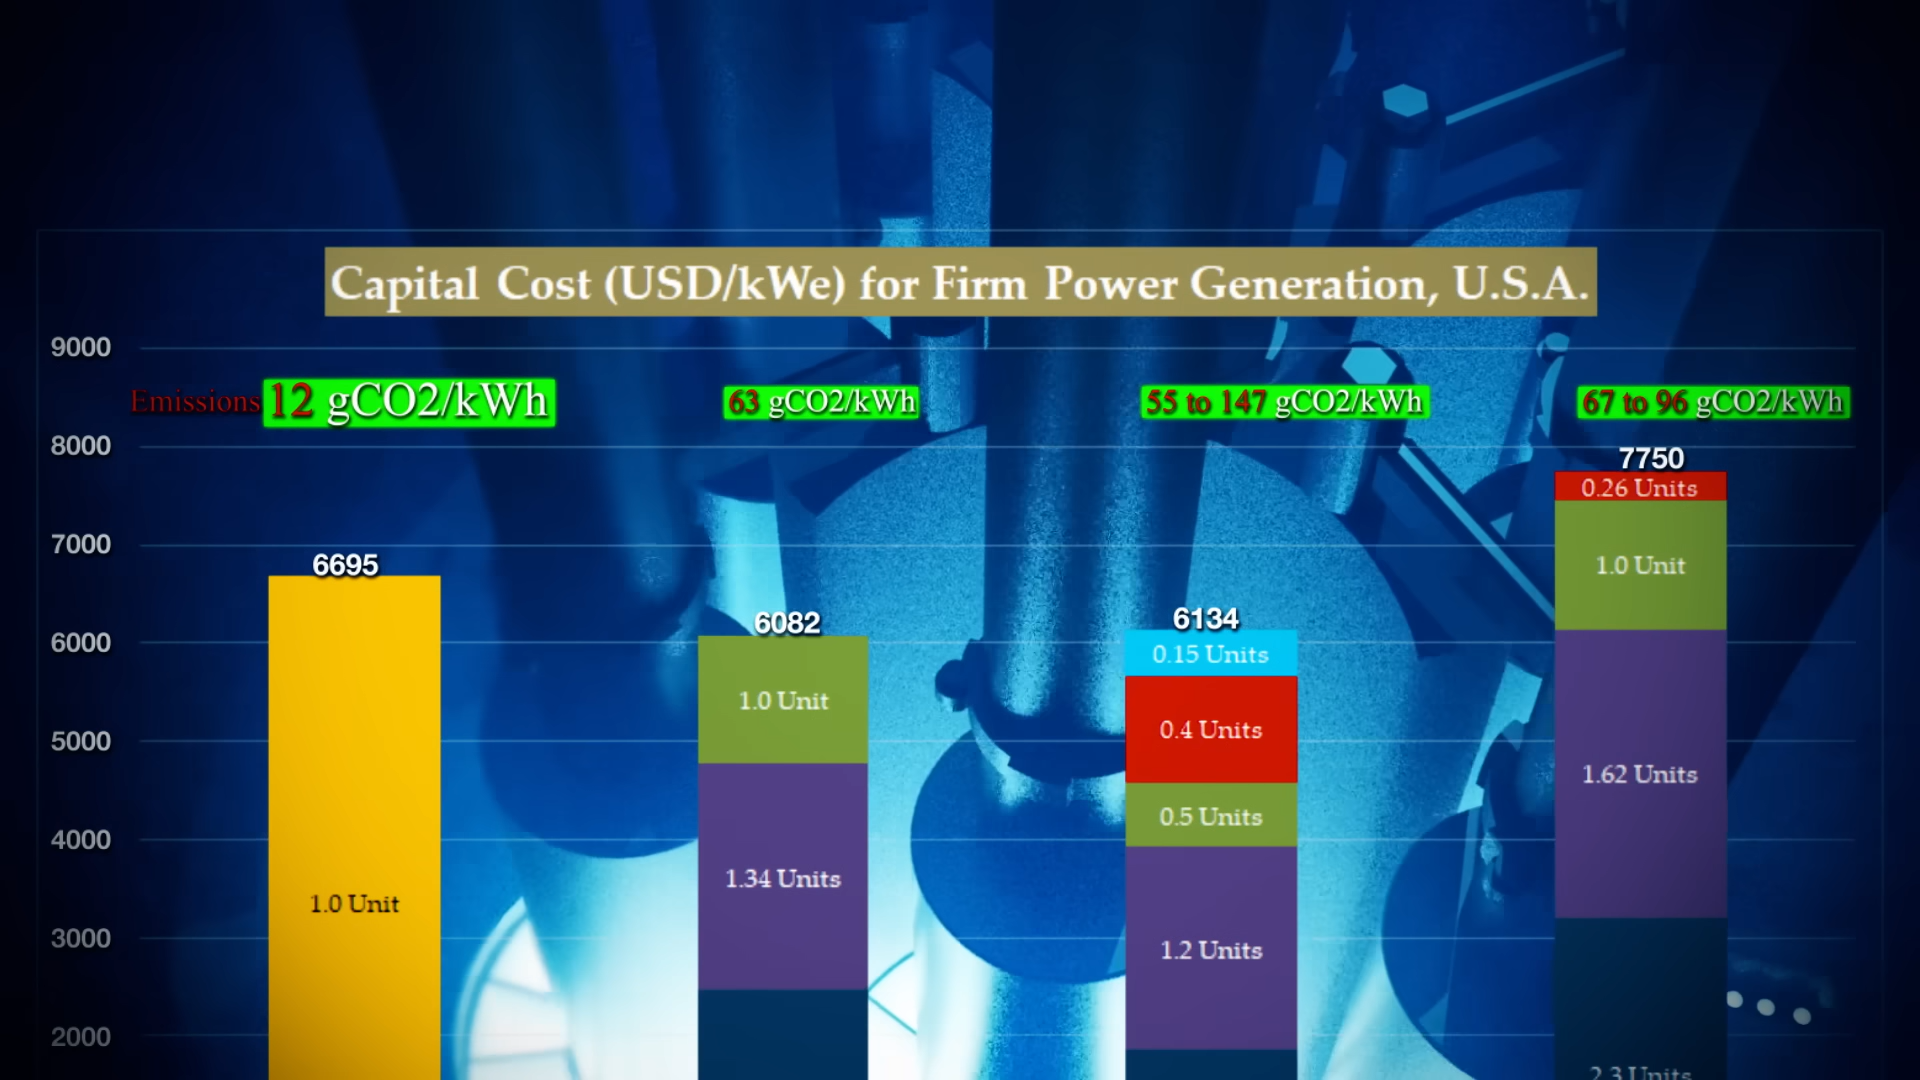 Capital Cost (USD/kWe) for Firm Power Generation, U.S.A.
9000
Emissions 12 gCO2/kWh 63 gCO2/kWh 55 to 147 gCO2/kWh 67 to 96 gCO2/kWh
8000
7750
0.26 Units
7000
1.0 Unit
6695
6134
6082
6000
0.15 Units
1.0 Unit
0.4 Units
5000
1.62 Units
0.5 Units
4000
1.34 Units
1.0 Unit
3000
1.2 Units
2000
2.3 Units